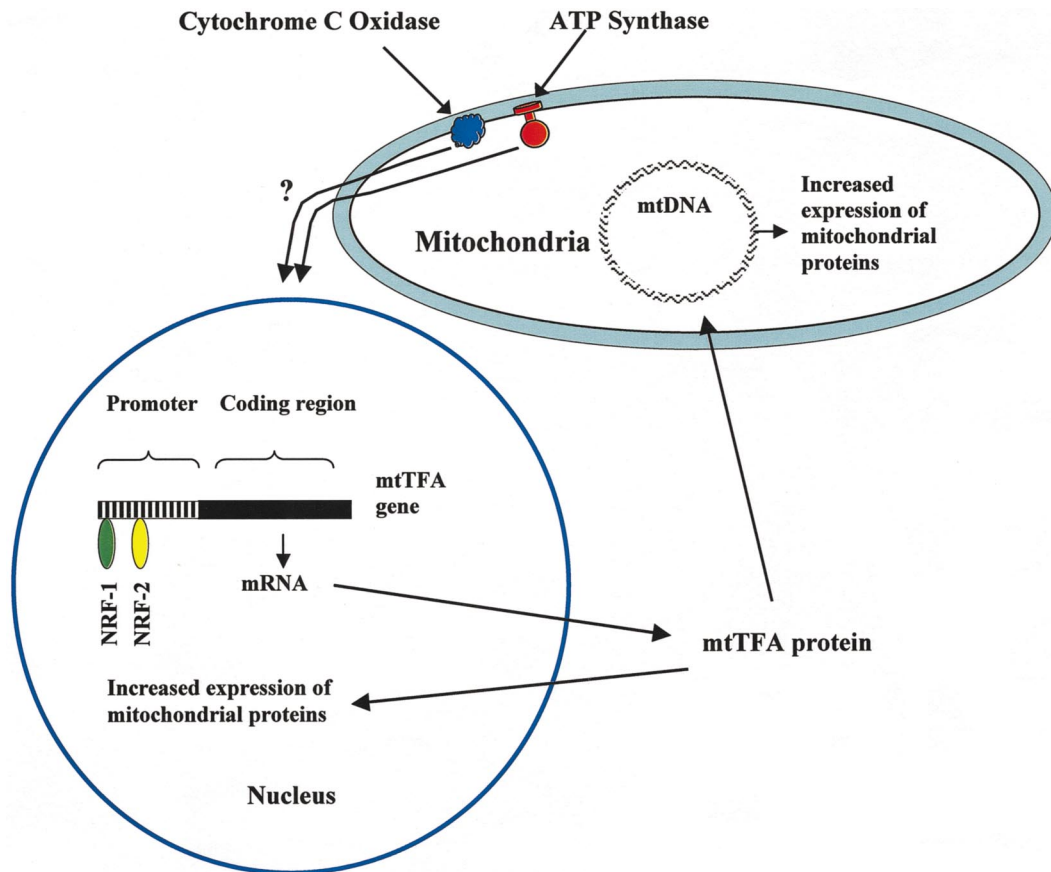 Cytochrome C Oxidase
ATP Synthase
?
mtDNA
Mitochondria
Increased
expression of
mitochondrial
proteins
Promoter
Coding region
mtTFA
gene
NRF-1
NRF-2
mRNA
mtTFA protein
Increased expression of
mitochondrial proteins
Nucleus